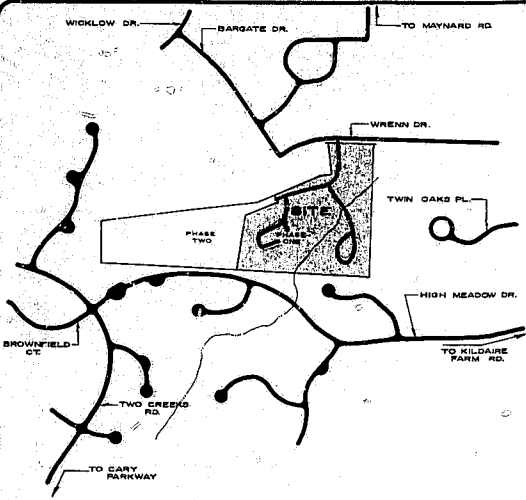 WICKLOW DR.
BARGATE DR.
TO MAYNARD RD.
WRENN DR.
TWIN OAKS PL.
SITE
PHASE
TWO
PHASE
ONE
HIGH MEADOW DR.
TO KILDAIRE
FARM RD.
BROWNFIELD
CT.
TWO CREEKS
RD.
TO CARY
PARKWAY